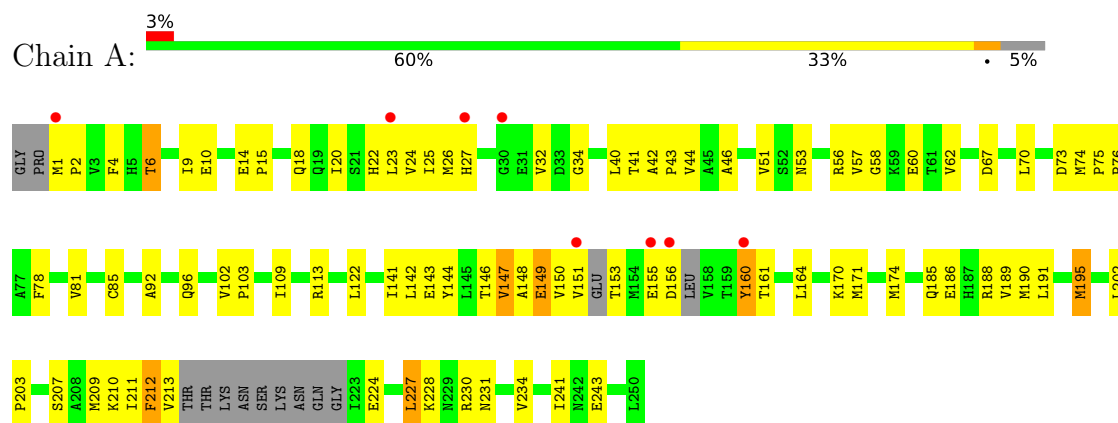 3%
Chain A:
60% 33% • 5%
GLY PRO M1 P2 V3 F4 H5 T6 I9 E10 E14 P15 Q18 Q19 I20 S21 H22 L23 V24 I25 M26 H27 G30 E31 V32 D33 G34 L40 T41 A42 P43 V44 A45 A46 V51 S52 N53 R56 V57 G58 K59 E60 T61 V62 D67 L70 D73 M74 P75
A77 F78 V81 C85 A92 Q96 V102 P103 I109 R113 L122 I141 L142 E143 Y144 L145 T146 V147 A148 E149 V150 V151 GLU T153 M154 E155 D156 LEU V158 T159 Y160 T161 L164 K170 M171 M174 Q185 E186 H187 R188 V189 M190 L191 M195
P203 S207 A208 M209 K210 I211 F212 V213 THR THR LYS ASN SER LYS ASN GLN GLY I223 E224 L227 K228 N229 R230 N231 V234 I241 N242 E243 L250